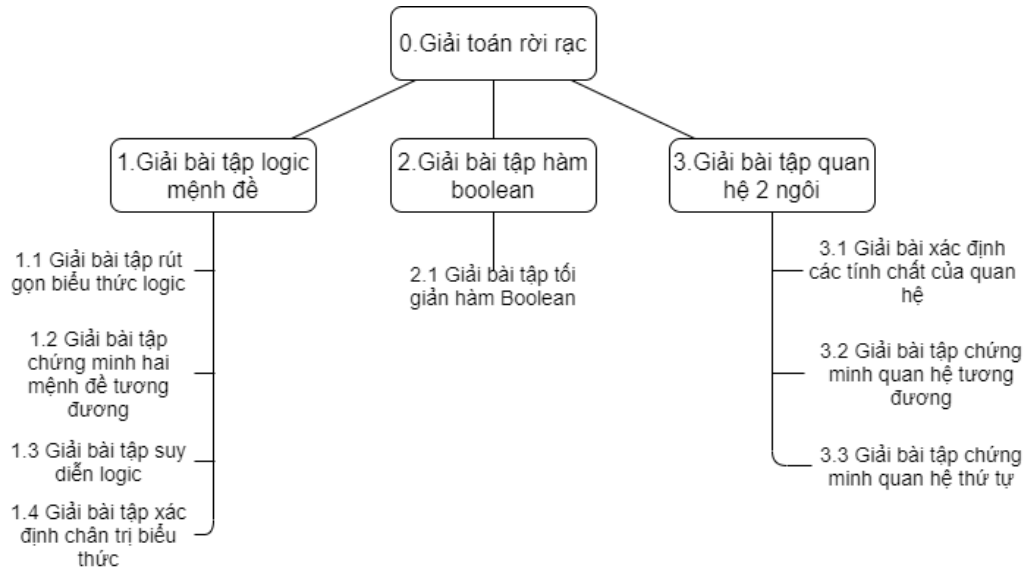 0.Giải toán rời rạc
1.Giải bài tập logic
mệnh đề
2.Giải bài tập hàm
boolean
3.Giải bài tập quan
hệ 2 ngôi
1.1 Giải bài tập rút
gọn biểu thức logic
1.2 Giải bài tập
chứng minh hai
mệnh đề tương
đương
1.3 Giải bài tập suy
diễn logic
1.4 Giải bài tập xác
định chân trị biểu
thức
2.1 Giải bài tập tối
giản hàm Boolean
3.1 Giải bài xác định
các tính chất của quan
hệ
3.2 Giải bài tập chứng
minh quan hệ tương
đương
3.3 Giải bài tập chứng
minh quan hệ thứ tự